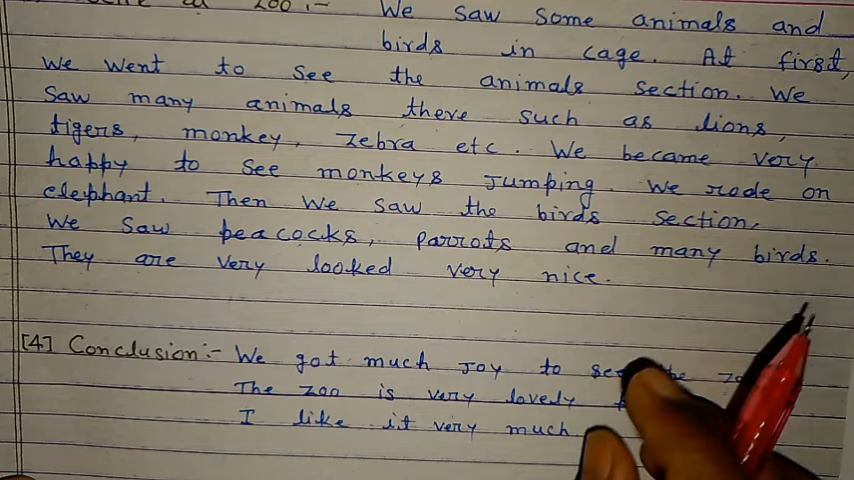 at zoo :- We saw some animals and
birds in cage. At first,
We went to see the animals section. We
saw many animals there such as lions,
tigers, monkey, zebra etc. We became very
happy to see monkeys Jumping. We rode on
elephant. Then We saw the birds section.
We saw peacocks, parrots and many birds.
They are very looked very nice.
[4] Conclusion:- We got much Joy to see the
The zoo is very lovely
I like it very much.